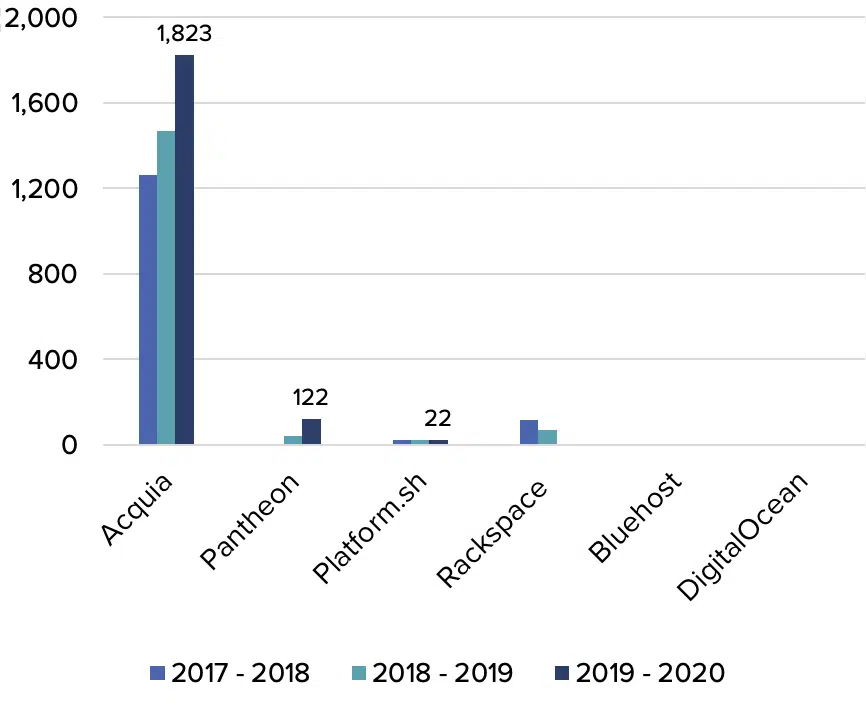 2,000
1,823
1,600
1,200
800
400
122
22
0
Acquia
Pantheon
Platform.sh
Rackspace
Bluehost
DigitalOcean
2017 - 2018 2018 - 2019 2019 - 2020